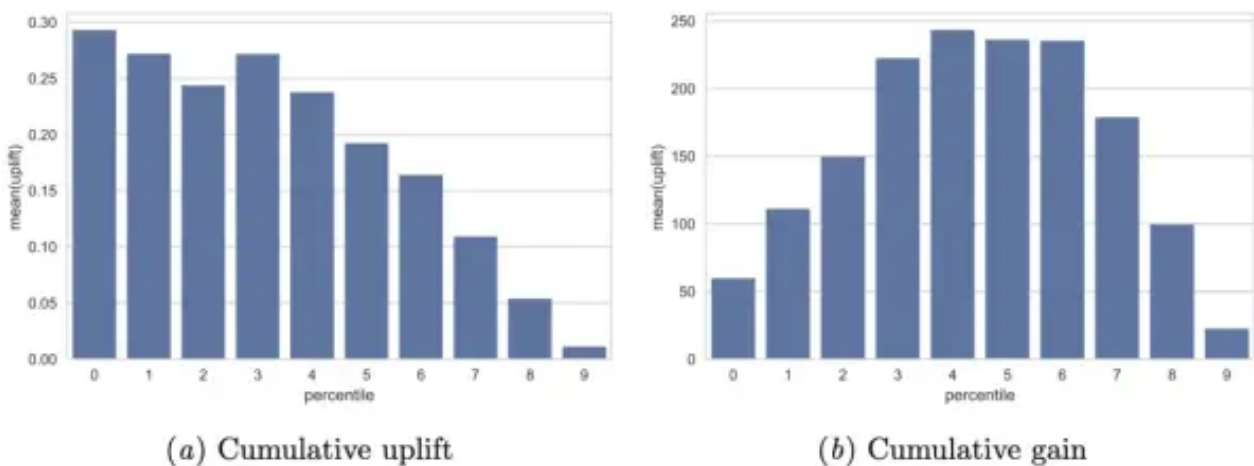 0.30
0.25
0.20
0.15
0.10
0.05
0.00
mean(uplift)
0 1 2 3 4 5 6 7 8 9
percentile
(a) Cumulative uplift
250
200
150
100
50
0
mean(uplift)
0 1 2 3 4 5 6 7 8 9
percentile
(b) Cumulative gain